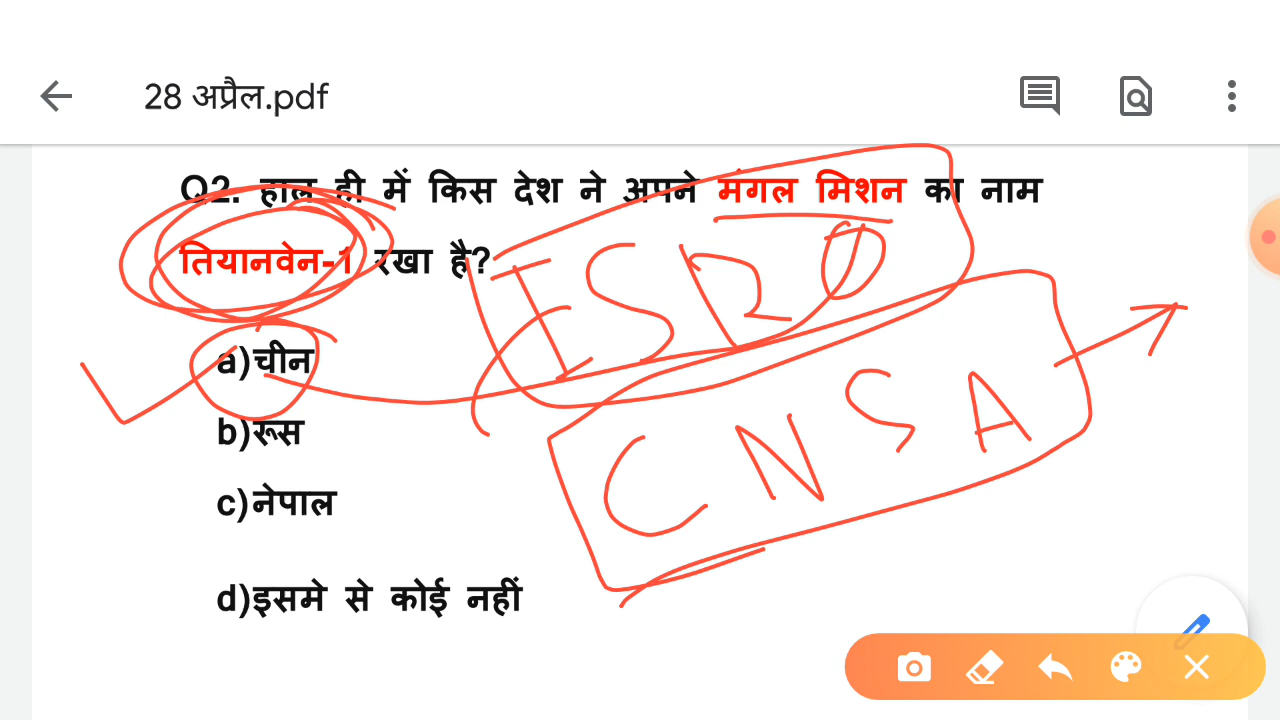 28 अप्रैल.pdf
Q2. हाल ही में किस देश ने अपने मंगल मिशन का नाम
तियानवेन-1 रखा है?
ISRO
a)चीन
b)रूस
CNSA
c)नेपाल
d)इसमे से कोई नहीं